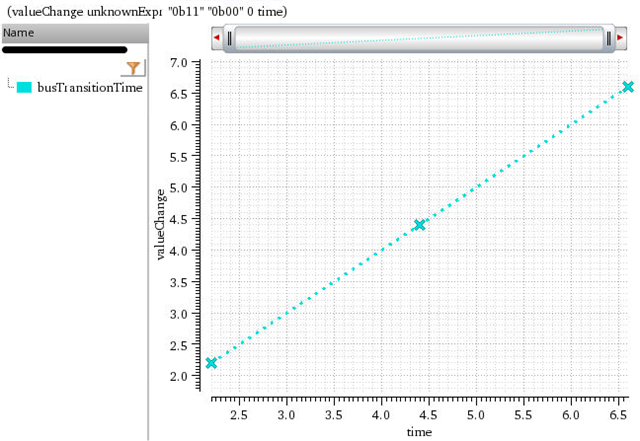 (valueChange unknownExpr "0b11" "0b00" 0 time)
Name
busTransitionTime
7.0
6.5
6.0
5.5
5.0
4.5
4.0
3.5
3.0
2.5
2.0
valueChange
2.5 3.0 3.5 4.0 4.5 5.0 5.5 6.0 6.5
time